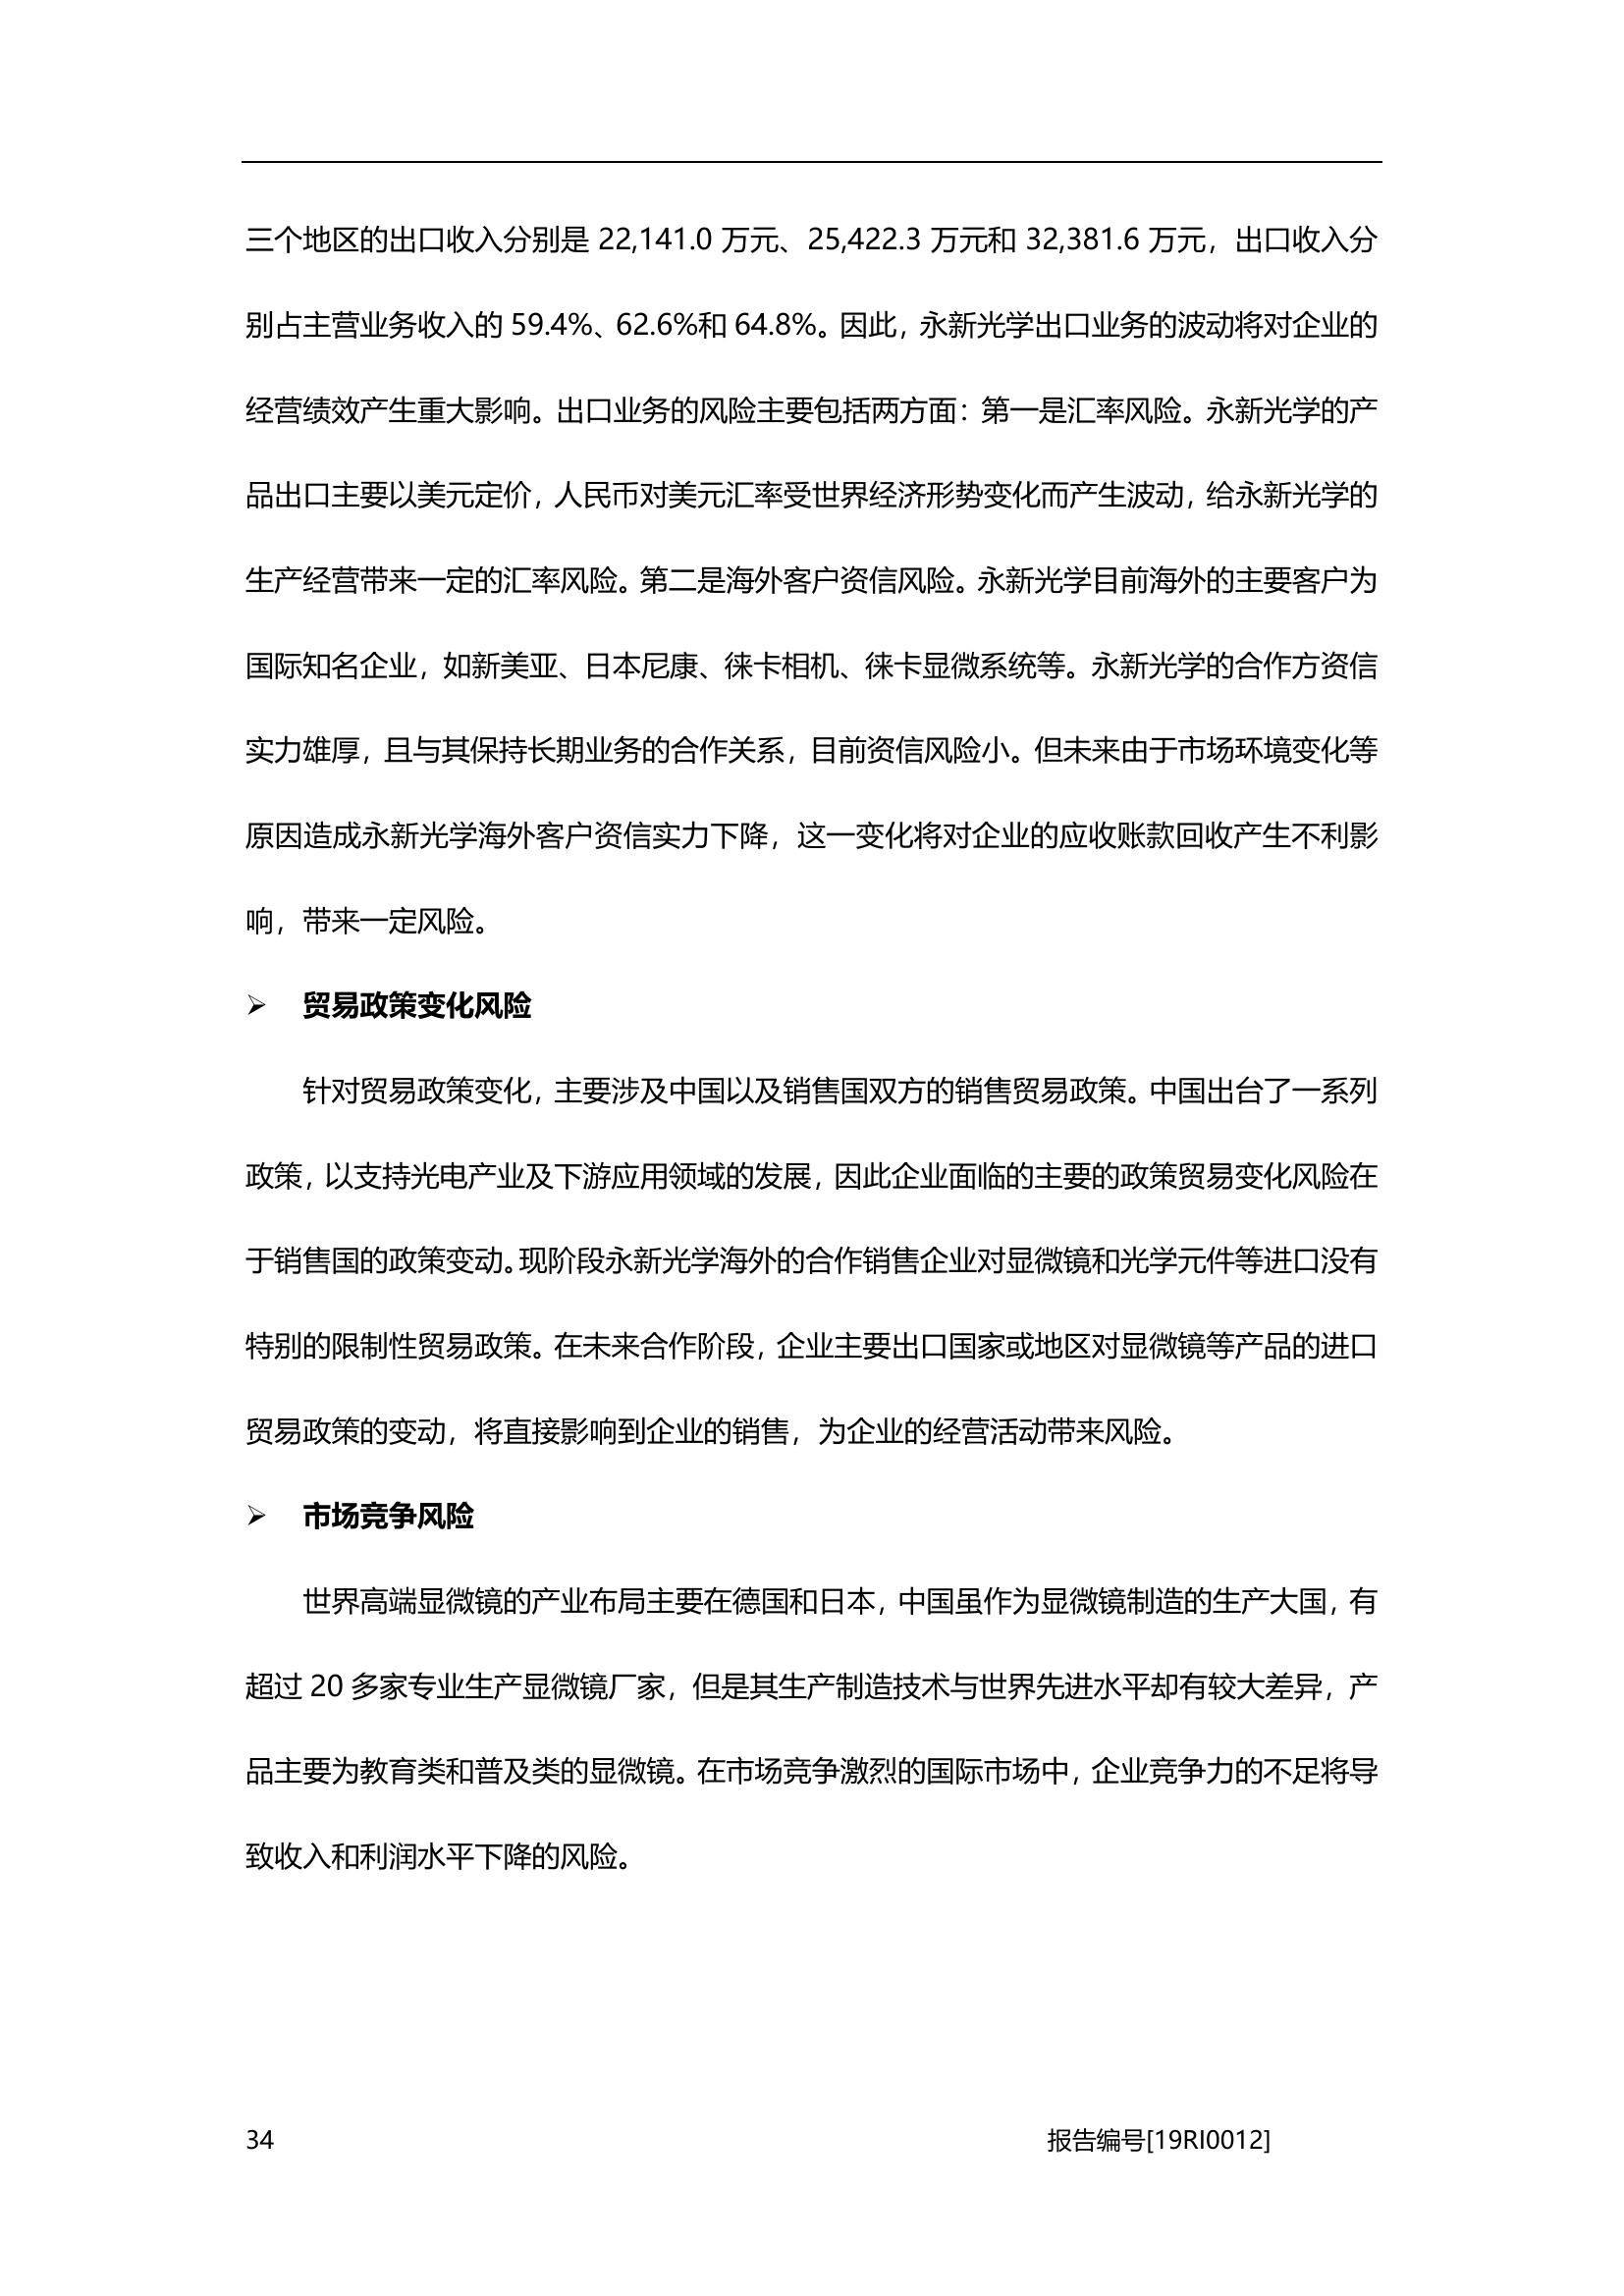 三个地区的出口收入分别是 22,141.0 万元、25,422.3 万元和 32,381.6 万元，出口收入分
别占主营业务收入的 59.4%、62.6%和 64.8%。因此，永新光学出口业务的波动将对企业的
经营绩效产生重大影响。出口业务的风险主要包括两方面：第一是汇率风险。永新光学的产
品出口主要以美元定价，人民币对美元汇率受世界经济形势变化而产生波动，给永新光学的
生产经营带来一定的汇率风险。第二是海外客户资信风险。永新光学目前海外的主要客户为
国际知名企业，如新美亚、日本尼康、徕卡相机、徕卡显微系统等。永新光学的合作方资信
实力雄厚，且与其保持长期业务的合作关系，目前资信风险小。但未来由于市场环境变化等
原因造成永新光学海外客户资信实力下降，这一变化将对企业的应收账款回收产生不利影
响，带来一定风险。
➢ 贸易政策变化风险
针对贸易政策变化，主要涉及中国以及销售国双方的销售贸易政策。中国出台了一系列
政策，以支持光电产业及下游应用领域的发展，因此企业面临的主要的政策贸易变化风险在
于销售国的政策变动。现阶段永新光学海外的合作销售企业对显微镜和光学元件等进口没有
特别的限制性贸易政策。在未来合作阶段，企业主要出口国家或地区对显微镜等产品的进口
贸易政策的变动，将直接影响到企业的销售，为企业的经营活动带来风险。
➢ 市场竞争风险
世界高端显微镜的产业布局主要在德国和日本，中国虽作为显微镜制造的生产大国，有
超过 20 多家专业生产显微镜厂家，但是其生产制造技术与世界先进水平却有较大差异，产
品主要为教育类和普及类的显微镜。在市场竞争激烈的国际市场中，企业竞争力的不足将导
致收入和利润水平下降的风险。
34 报告编号[19RI0012]